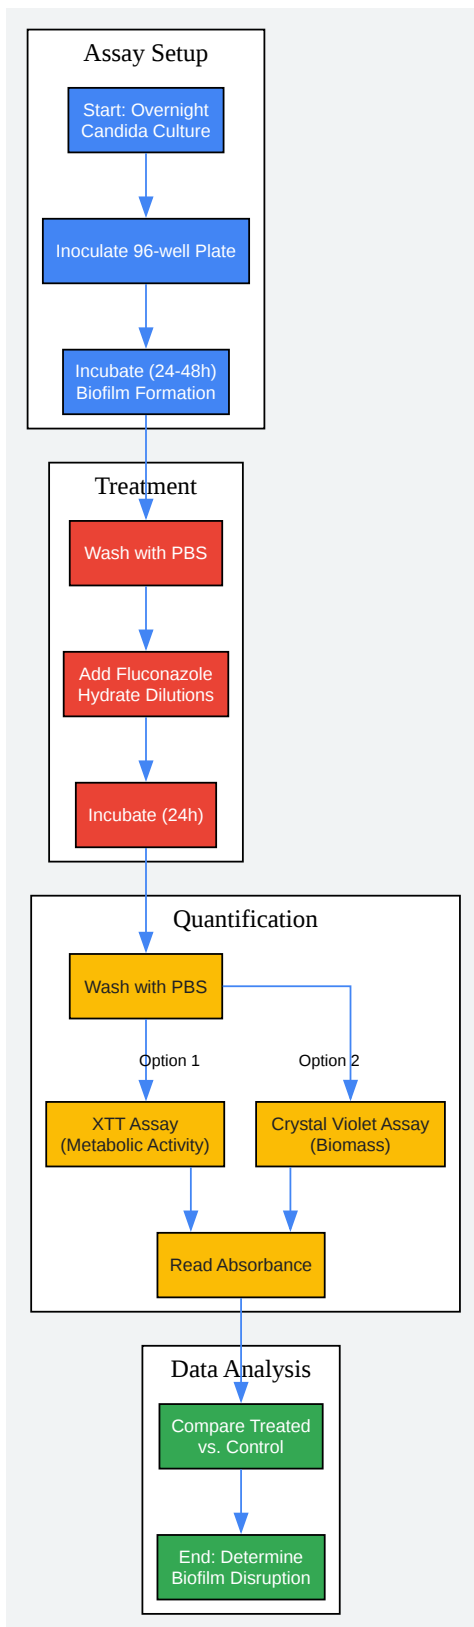 Assay Setup
Start: Overnight
Candida Culture
Inoculate 96-well Plate
Incubate (24-48h)
Biofilm Formation
Treatment
Wash with PBS
Add Fluconazole
Hydrate Dilutions
Incubate (24h)
Quantification
Wash with PBS
Option 1
Option 2
XTT Assay
(Metabolic Activity)
Crystal Violet Assay
(Biomass)
Read Absorbance
Data Analysis
Compare Treated
vs. Control
End: Determine
Biofilm Disruption